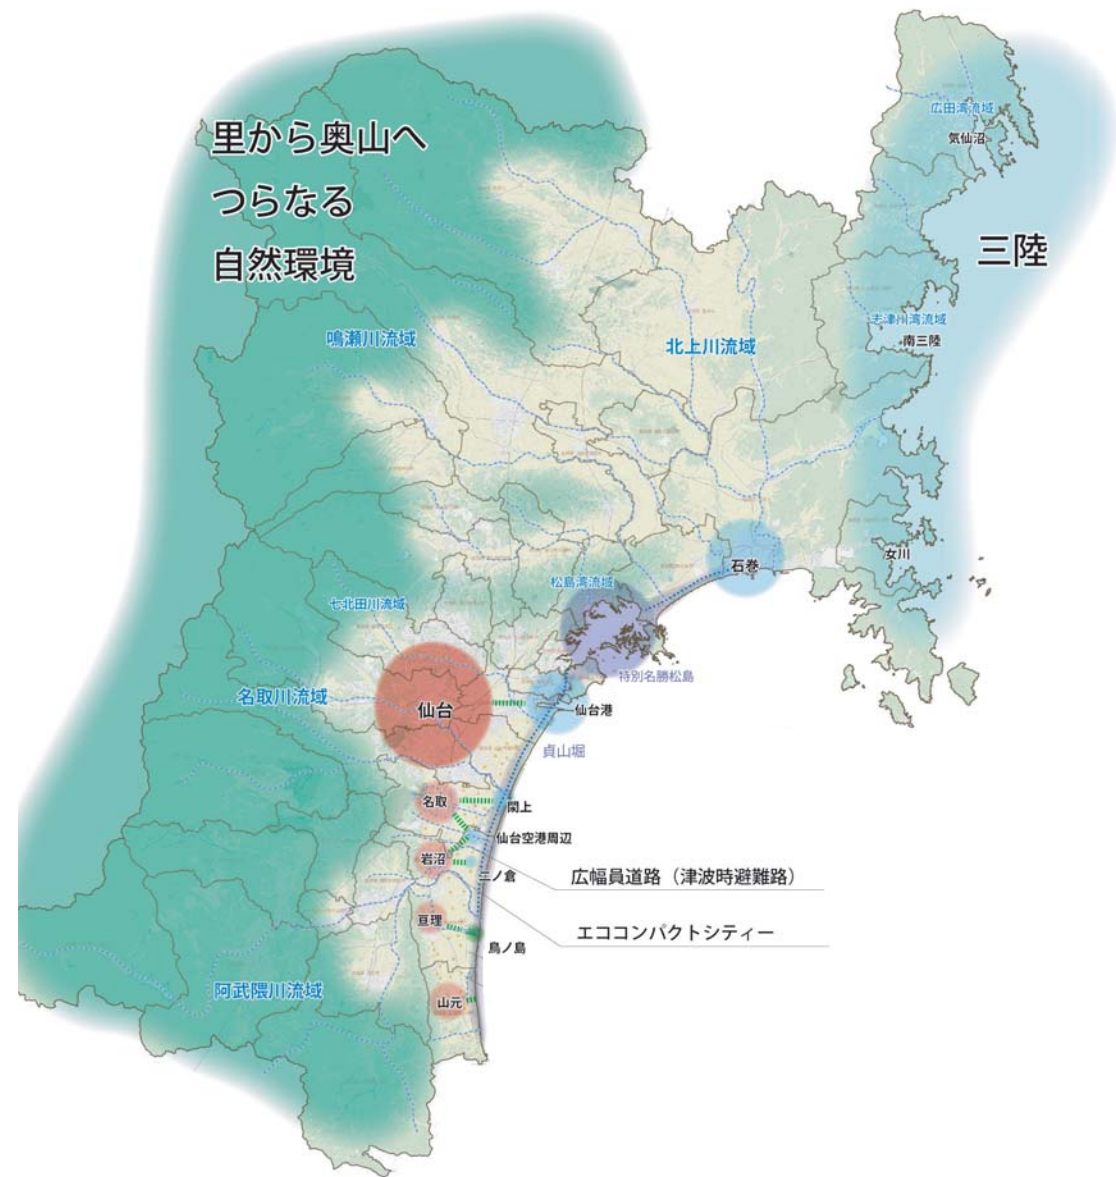 里から奥山へ
つらなる
自然環境
広田湾流域
気仙沼
三陸
志津川湾流域
南三陸
鳴瀬川流域
北上川流域
女川
石巻
松島湾流域
七北田川流域
特別名勝松島
名取川流域
仙台
仙台港
貞山堀
名取
閖上
仙台空港周辺
岩沼
二ノ倉
広幅員道路（津波時避難路）
亘理
エココンパクトシティー
鳥ノ島
阿武隈川流域
山元